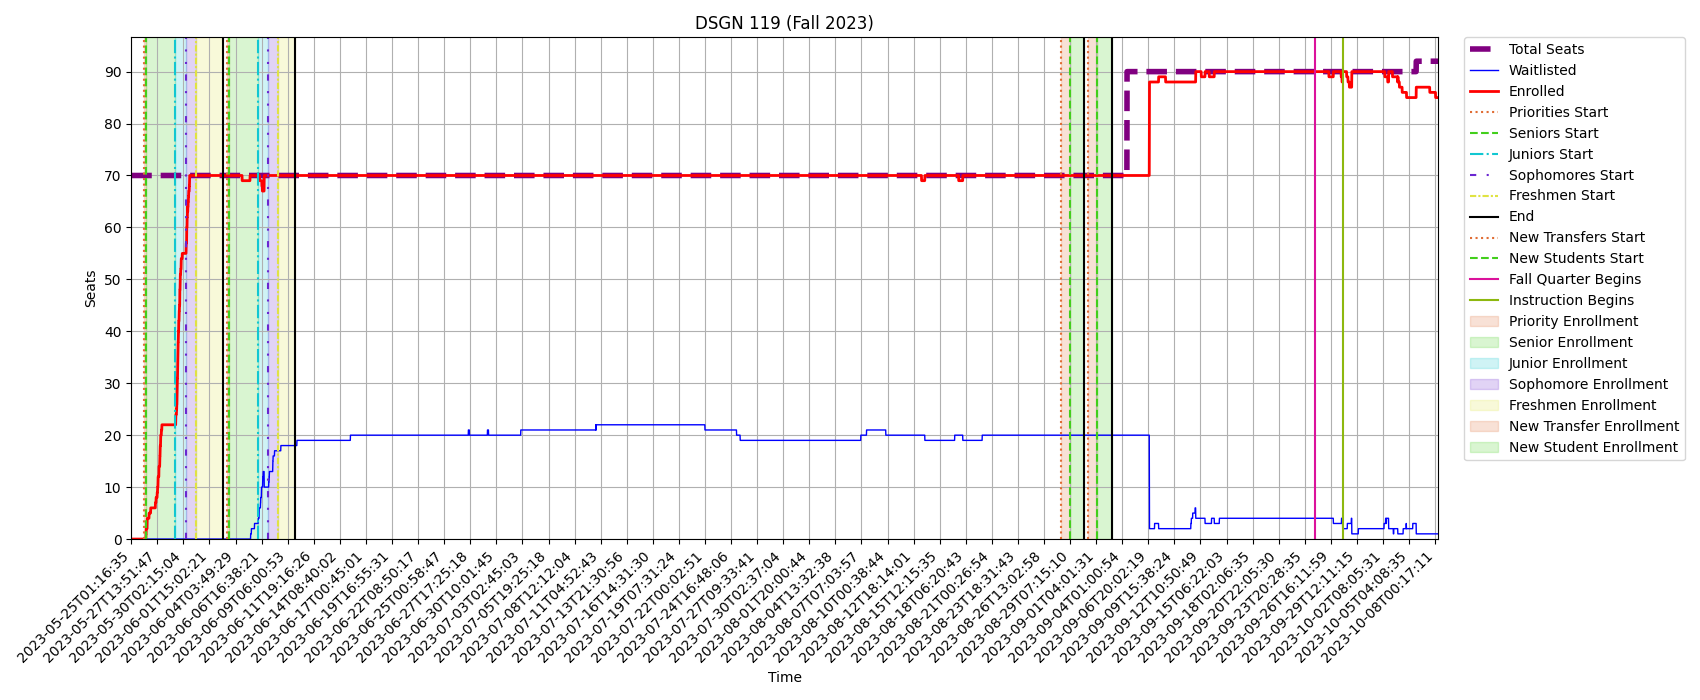 DSGN 119 (Fall 2023)
Seats
90
80
70
60
50
40
30
20
10
0
2023-05-25T01:16:35
2023-05-27T13:51:47
2023-05-30T02:15:04
2023-06-01T15:02:21
2023-06-04T03:49:29
2023-06-06T16:38:21
2023-06-09T06:00:53
2023-06-11T19:16:26
2023-06-14T08:40:02
2023-06-17T00:45:01
2023-06-19T16:55:31
2023-06-22T08:50:17
2023-06-25T00:58:47
2023-06-27T17:25:18
2023-06-30T10:01:45
2023-07-03T02:45:03
2023-07-05T19:25:18
2023-07-08T12:12:04
2023-07-11T04:52:43
2023-07-13T21:30:56
2023-07-16T14:31:30
2023-07-19T07:31:24
2023-07-22T00:02:51
2023-07-24T16:48:06
2023-07-27T09:33:41
2023-07-30T02:37:04
2023-08-01T20:00:44
2023-08-04T13:32:38
2023-08-07T07:03:57
2023-08-10T00:38:44
2023-08-12T18:14:01
2023-08-15T12:15:35
2023-08-18T06:20:43
2023-08-21T00:26:54
2023-08-23T18:31:43
2023-08-26T13:02:58
2023-08-29T07:15:10
2023-09-01T04:01:31
2023-09-04T01:00:54
2023-09-06T20:02:19
2023-09-09T15:38:24
2023-09-12T10:50:49
2023-09-15T06:22:03
2023-09-18T02:06:35
2023-09-20T22:05:30
2023-09-23T20:28:35
2023-09-26T16:11:59
2023-09-29T12:11:15
2023-10-02T08:05:31
2023-10-05T04:08:35
2023-10-08T00:17:11
Time
Total Seats
Waitlisted
Enrolled
Priorities Start
Seniors Start
Juniors Start
Sophomores Start
Freshmen Start
End
New Transfers Start
New Students Start
Fall Quarter Begins
Instruction Begins
Priority Enrollment
Senior Enrollment
Junior Enrollment
Sophomore Enrollment
Freshmen Enrollment
New Transfer Enrollment
New Student Enrollment